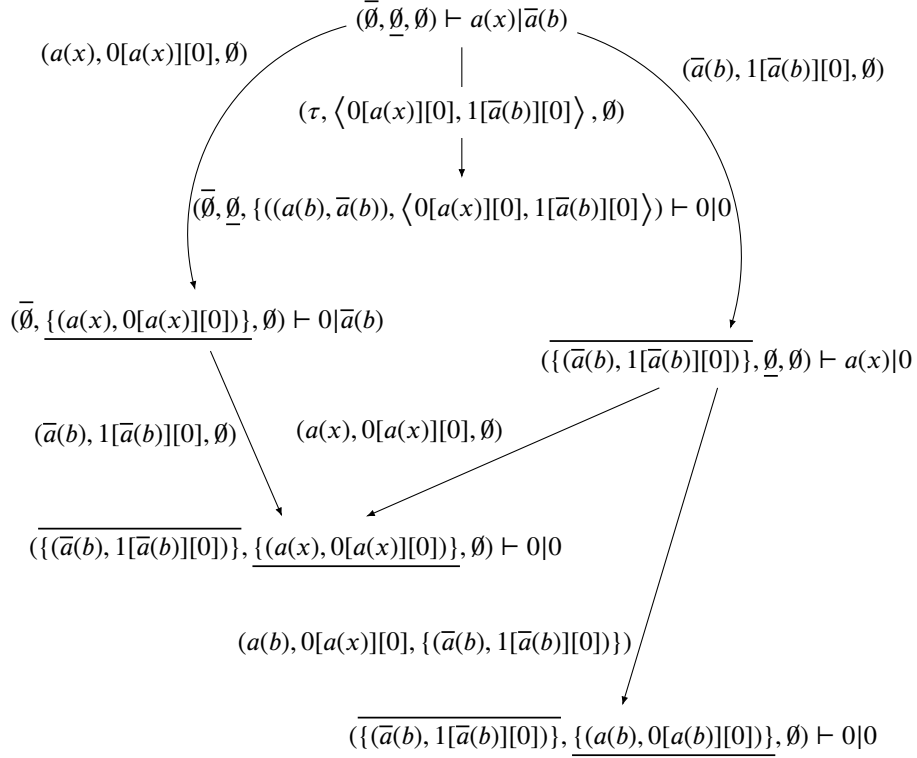 (∅̅, ∅̲, ∅) ⊢ a(x)|a̅(b)
(a(x), 0[a(x)][0], ∅)
(a̅(b), 1[a̅(b)][0], ∅)
(τ, ⟨0[a(x)][0], 1[a̅(b)][0]⟩, ∅)
(∅̅, ∅̲, {((a(b), a̅(b)), ⟨0[a(x)][0], 1[a̅(b)][0]⟩) ⊢ 0|0
(∅̅, {(a(x), 0[a(x)][0])}, ∅) ⊢ 0|a̅(b)
({(a̅(b), 1[a̅(b)][0])}, ∅̲, ∅) ⊢ a(x)|0
(a̅(b), 1[a̅(b)][0], ∅)
(a(x), 0[a(x)][0], ∅)
({(a̅(b), 1[a̅(b)][0])}, {(a(x), 0[a(x)][0])}, ∅) ⊢ 0|0
(a(b), 0[a(x)][0], {(a̅(b), 1[a̅(b)][0])})
({(a̅(b), 1[a̅(b)][0])}, {(a(b), 0[a(b)][0])}, ∅) ⊢ 0|0